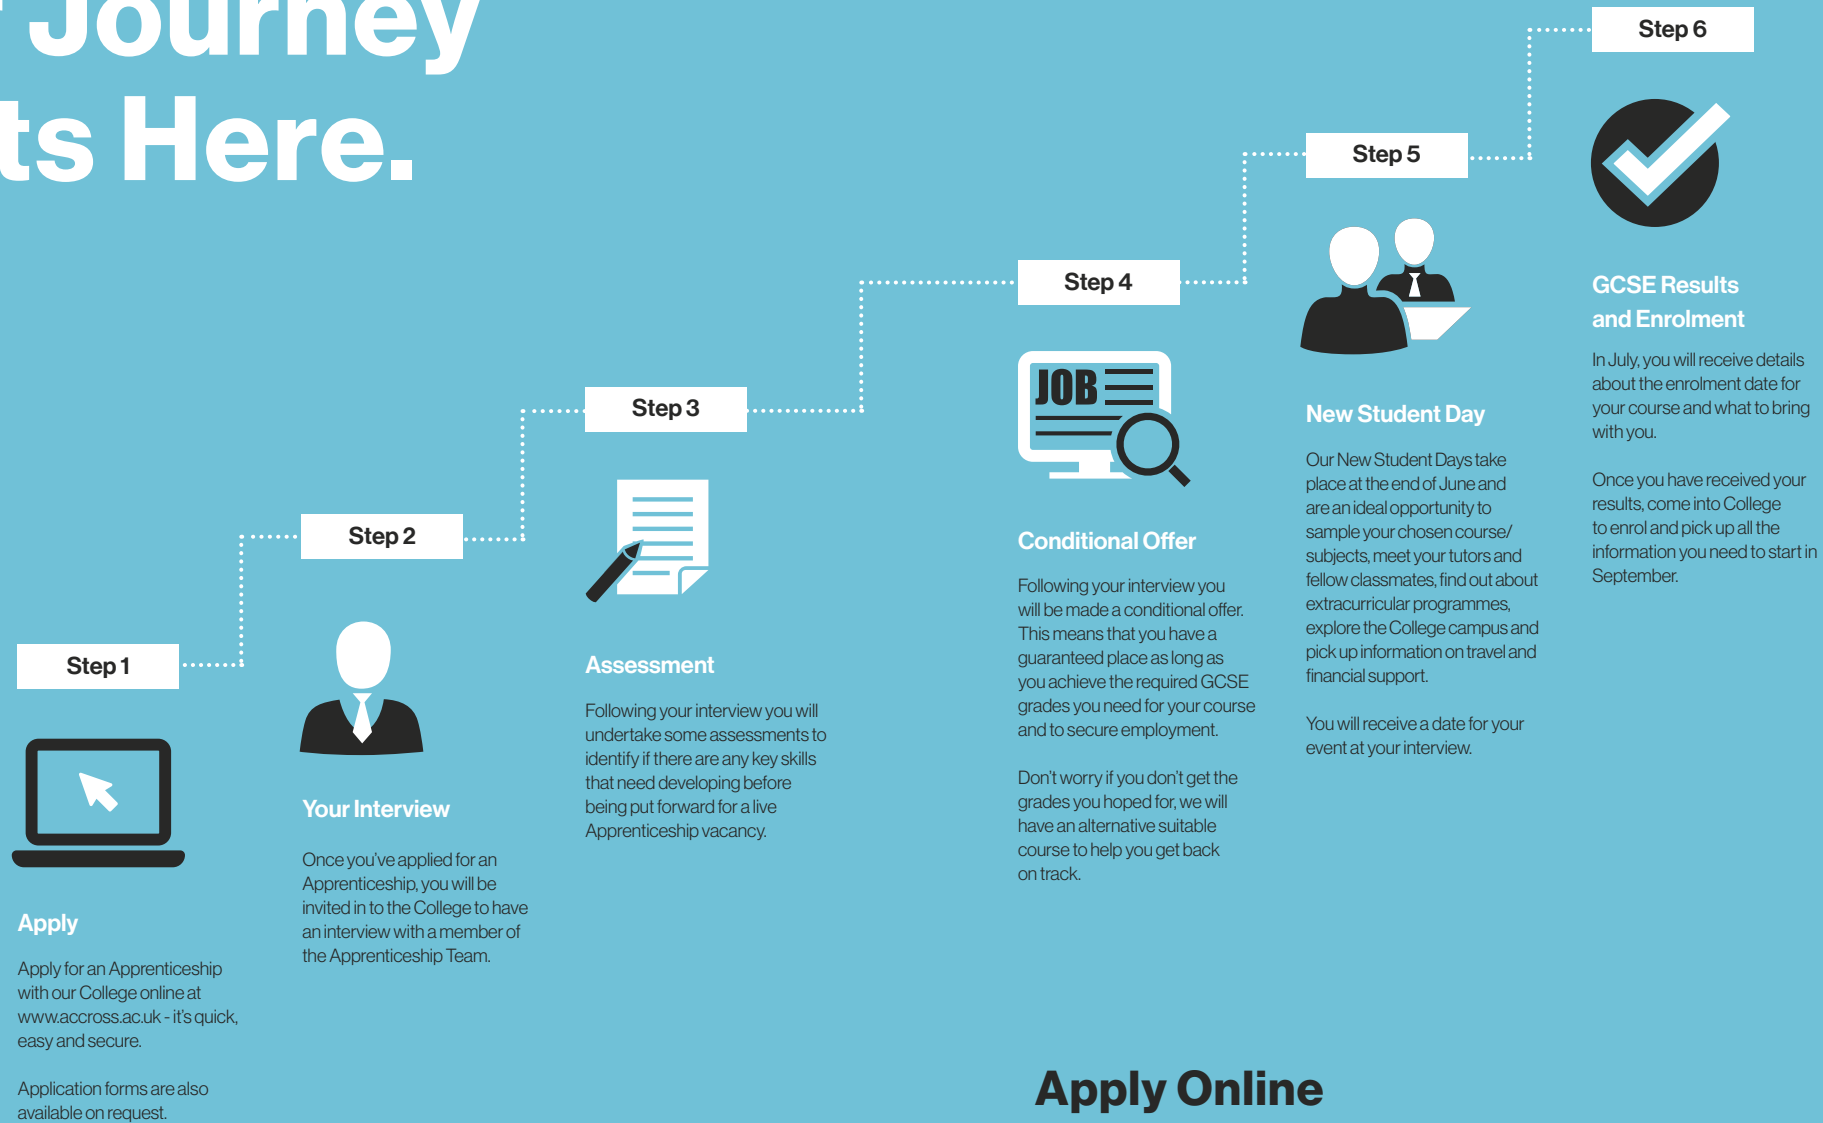 Journey
ts Here.
Step 1
Apply
Apply for an Apprenticeship
with our College online at
www.accross.ac.uk - it's quick,
easy and secure.
Application forms are also
available on request.
Step 2
Your Interview
Once you've applied for an
Apprenticeship, you will be
invited in to the College to have
an interview with a member of
the Apprenticeship Team.
Step 3
Assessment
Following your interview you will
undertake some assessments to
identify if there are any key skills
that need developing before
being put forward for a live
Apprenticeship vacancy.
Step 4
JOB
Conditional Offer
Following your interview you
will be made a conditional offer.
This means that you have a
guaranteed place as long as
you achieve the required GCSE
grades you need for your course
and to secure employment.
Don't worry if you don't get the
grades you hoped for, we will
have an alternative suitable
course to help you get back
on track.
Step 5
New Student Day
Our New Student Days take
place at the end of June and
are an ideal opportunity to
sample your chosen course/
subjects, meet your tutors and
fellow classmates, find out about
extracurricular programmes,
explore the College campus and
pick up information on travel and
financial support.
You will receive a date for your
event at your interview.
Step 6
GCSE Results
and Enrolment
In July, you will receive details
about the enrolment date for
your course and what to bring
with you.
Once you have received your
results, come into College
to enrol and pick up all the
information you need to start in
September.
Apply Online